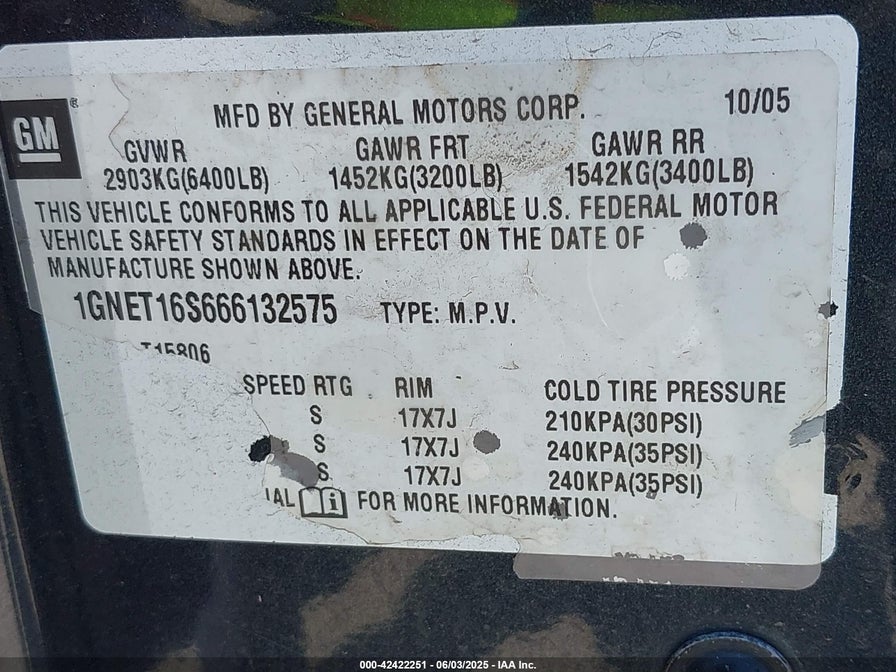 MFD BY GENERAL MOTORS CORP. 10/05
GM ®
GVWR GAWR FRT GAWR RR
2903KG(6400LB) 1452KG(3200LB) 1542KG(3400LB)
THIS VEHICLE CONFORMS TO ALL APPLICABLE U.S. FEDERAL MOTOR
VEHICLE SAFETY STANDARDS IN EFFECT ON THE DATE OF
MANUFACTURE SHOWN ABOVE.
1GNET16S666132575 TYPE: M.P.V.
T15806
SPEED RTG RIM COLD TIRE PRESSURE
S 17X7J 210KPA(30PSI)
S 17X7J 240KPA(35PSI)
S 17X7J 240KPA(35PSI)
IAL i FOR MORE INFORMATION.
000-42422251 - 06/03/2025 - IAA Inc.